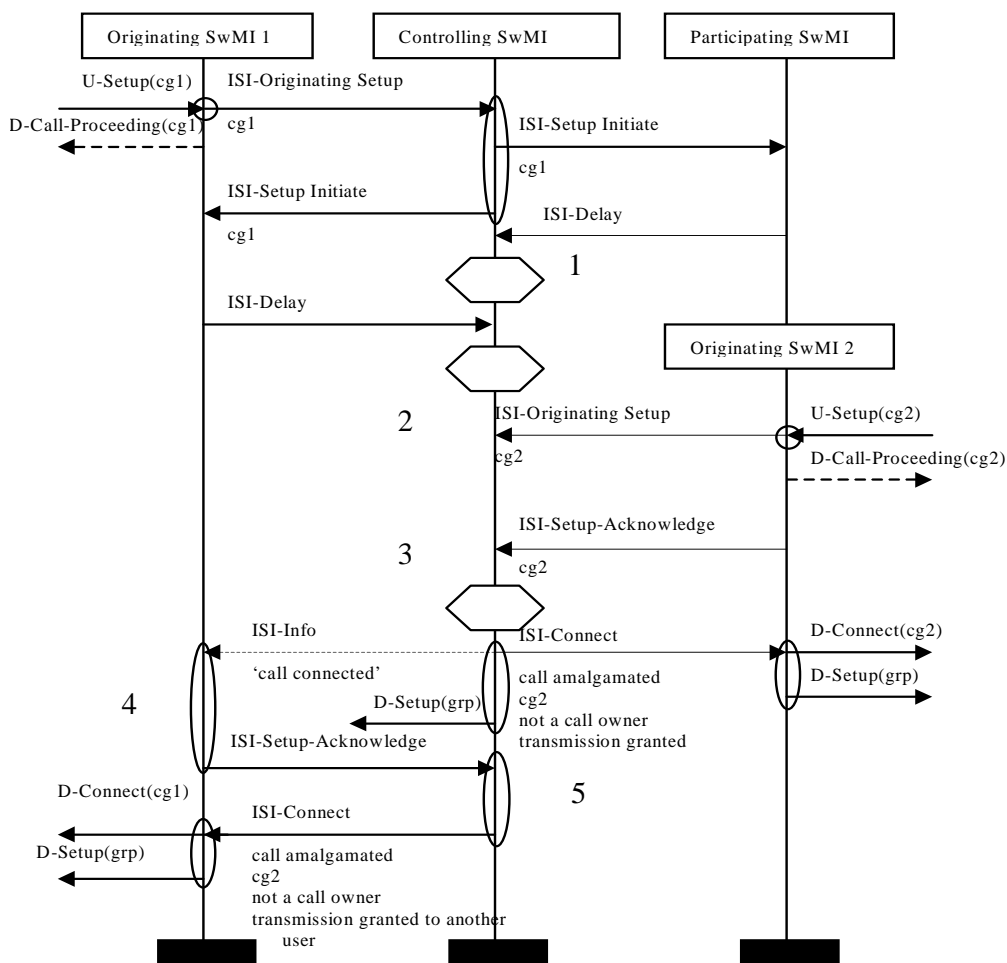 Originating SwMI 1
Controlling SwMI
Participating SwMI
U-Setup(cg1)
ISI-Originating Setup
D-Call-Proceeding(cg1)
cg1
ISI-Setup Initiate
cg1
ISI-Setup Initiate
cg1
ISI-Delay
1
ISI-Delay
Originating SwMI 2
2
ISI-Originating Setup
U-Setup(cg2)
cg2
D-Call-Proceeding(cg2)
ISI-Setup-Acknowledge
3
cg2
ISI-Info
ISI-Connect
D-Connect(cg2)
‘call connected’
call amalgamated
D-Setup(grp)
4
D-Setup(grp)
cg2
not a call owner
transmission granted
ISI-Setup-Acknowledge
5
D-Connect(cg1)
ISI-Connect
D-Setup(grp)
call amalgamated
cg2
not a call owner
transmission granted to another
user